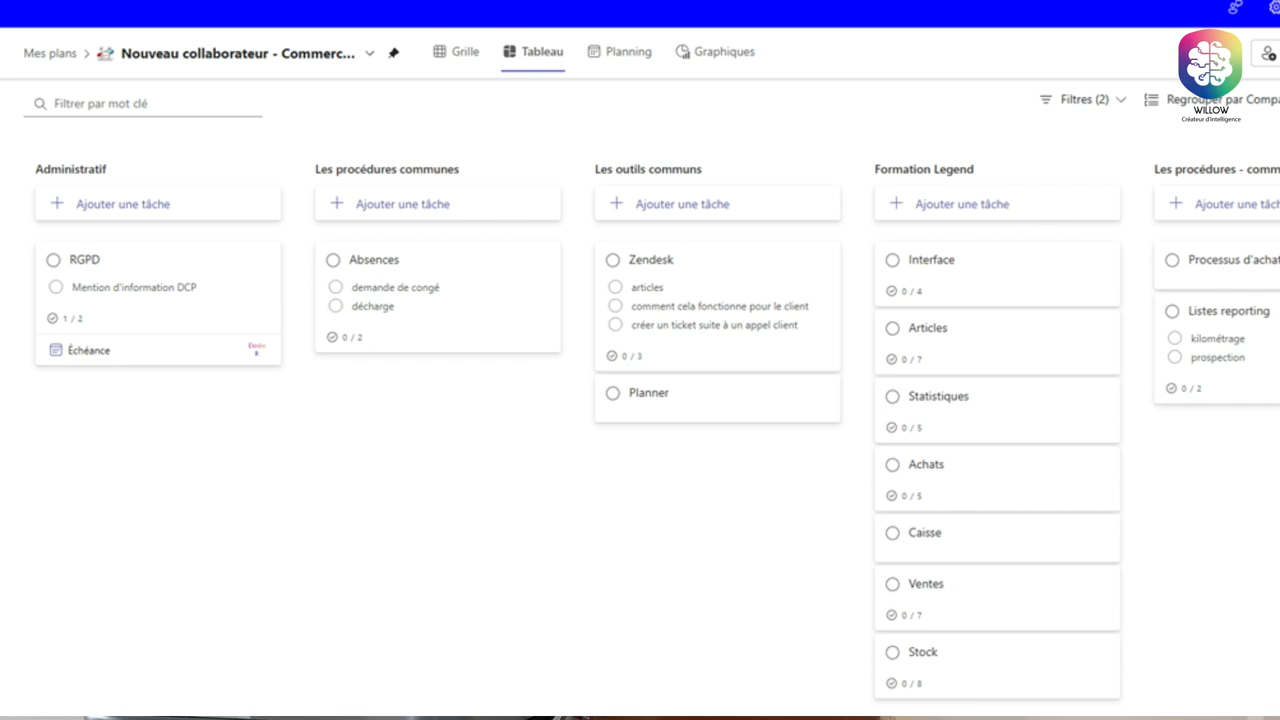 Mes plans > Nouveau collaborateur - Commerc...
Grille
Tableau
Planning
Graphiques
WILLOW
Créateur d'intelligence
Filtrer par mot clé
Filtres (2)
Regrouper par Compa
Administratif
+ Ajouter une tâche
RGPD
Mention d'information DCP
1 / 2
Échéance
Les procédures communes
+ Ajouter une tâche
Absences
demande de congé
décharge
0 / 2
Les outils communs
+ Ajouter une tâche
Zendesk
articles
comment cela fonctionne pour le client
créer un ticket suite à un appel client
0 / 3
Planner
Formation Legend
+ Ajouter une tâche
Interface
0 / 4
Articles
0 / 7
Statistiques
0 / 5
Achats
0 / 5
Caisse
Ventes
0 / 7
Stock
0 / 8
Les procédures - comm
+ Ajouter une tâch
Processus d'achat
Listes reporting
kilométrage
prospection
0 / 2